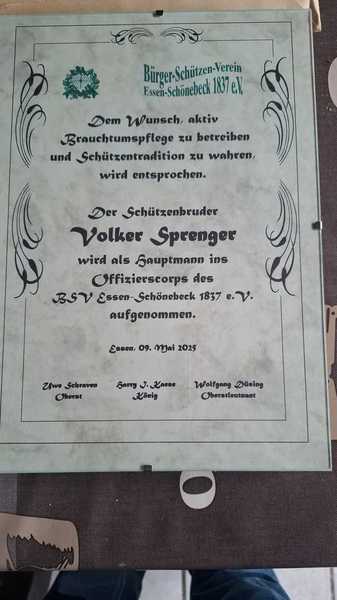 Bürger-Schützen-Verein
Essen-Schönebeck 1837 e.V.
Dem Wunsch, aktiv
Brauchtumspflege zu betreiben
und Schützentradition zu wahren,
wird entsprochen.
Der Schützenbruder
Volker Sprenger
wird als Hauptmann ins
Offizierscorps des
BSV Essen-Schönebeck 1837 e.V.
aufgenommen.
Essen, 09. Mai 2025
Uwe Schraven Harry J. Kaese Wolfgang Düsing
Oberst König Oberstleutnant